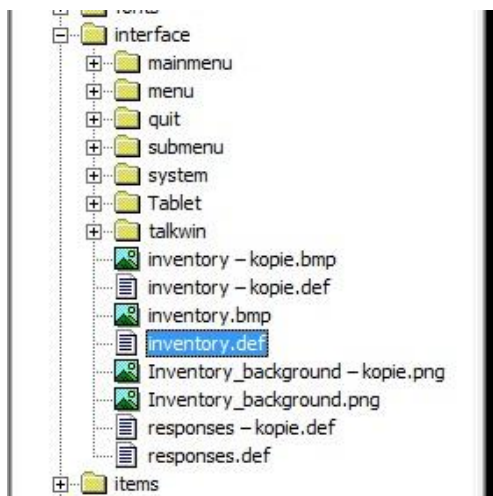 fonts
interface
mainmenu
menu
quit
submenu
system
Tablet
talkwin
inventory – kopie.bmp
inventory – kopie.def
inventory.bmp
inventory.def
Inventory_background – kopie.png
Inventory_background.png
responses – kopie.def
responses.def
items